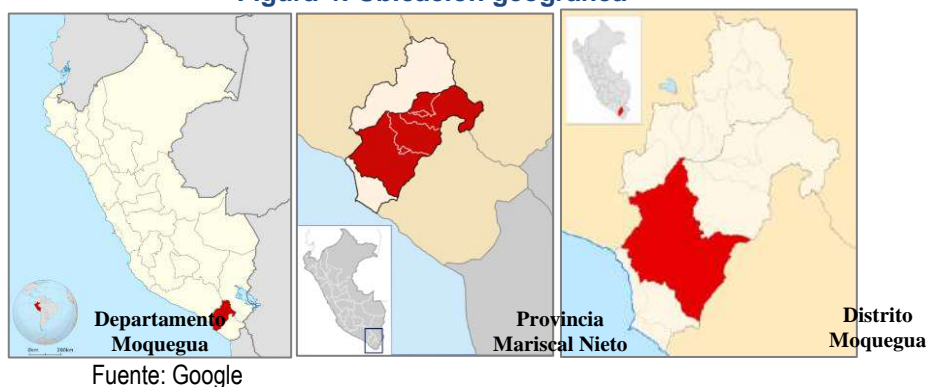 Departamento
Moquegua
Provincia
Mariscal Nieto
Distrito
Moquegua
Fuente: Google